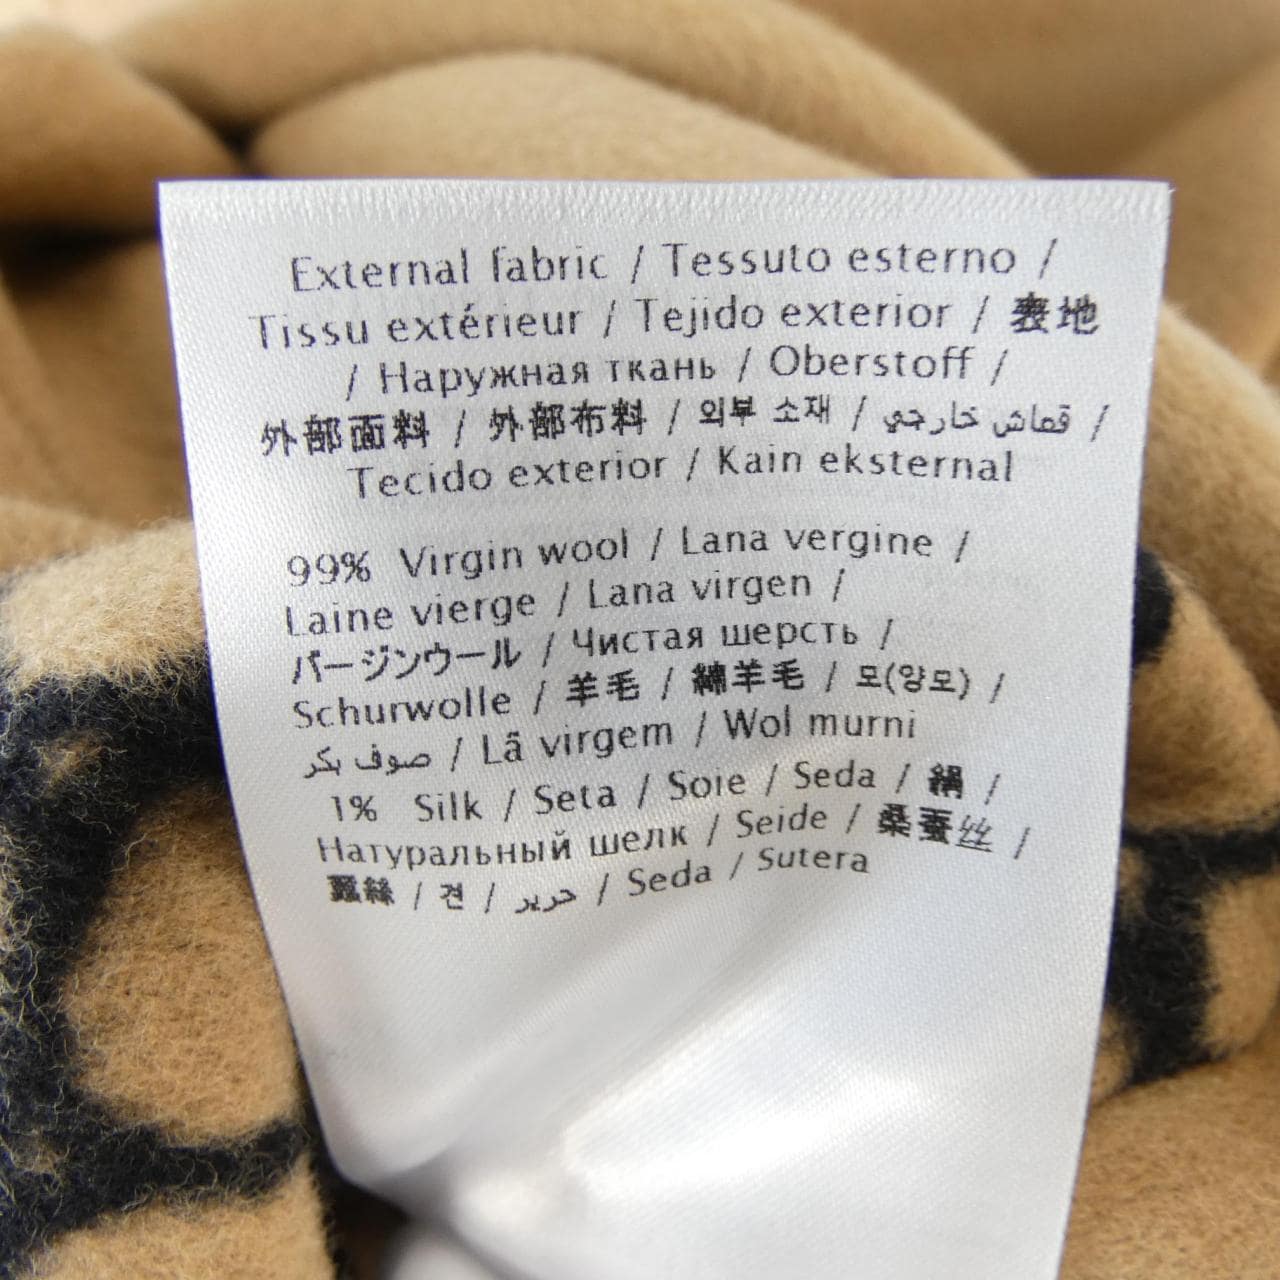 External fabric / Tessuto esterno /
Tissu extérieur / Tejido exterior / 表地
/ Наружная ткань / Oberstoff /
外部面料 / 外部布料 / 외부 소재 / قماش خارجي /
Tecido exterior / Kain eksternal
99% Virgin wool / Lana vergine /
Laine vierge / Lana virgen /
バージンウール / Чистая шерсть /
Schurwolle / 羊毛 / 綿羊毛 / 모(양모) /
صوف بكر / Lã virgem / Wol murni
1% Silk / Seta / Soie / Seda / 絹 /
Натуральный шелк / Seide / 桑蚕丝 /
蠶絲 / 견 / حرير / Seda / Sutera